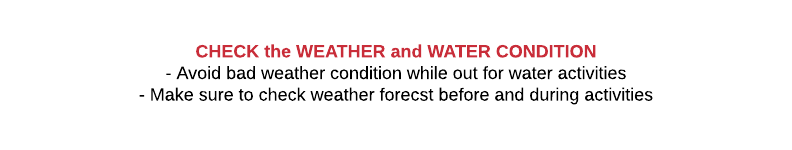 CHECK the WEATHER and WATER CONDITION
- Avoid bad weather condition while out for water activities
- Make sure to check weather forecst before and during activities